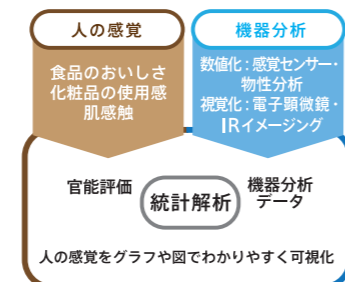 人の感覚
食品のおいしさ
化粧品の使用感
肌感触
機器分析
数値化：感覚センサー・
物性分析
視覚化：電子顕微鏡・
IRイメージング
官能評価
統計解析
機器分析
データ
人の感覚をグラフや図でわかりやすく可視化